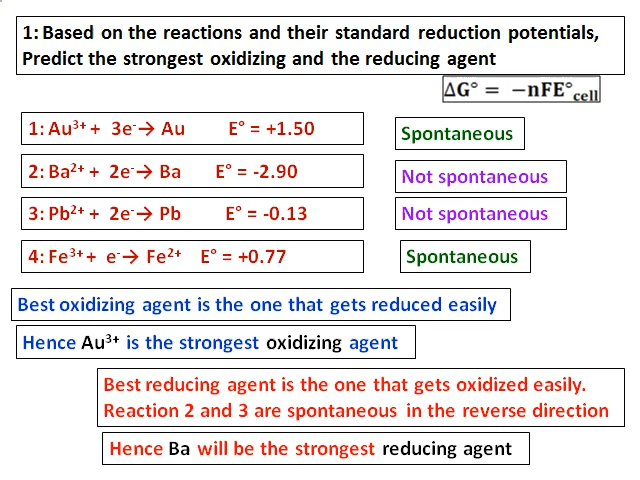 1: Based on the reactions and their standard reduction potentials,
Predict the strongest oxidizing and the reducing agent
ΔG° = −nFE°cell
1: Au³⁺ + 3e⁻→ Au E° = +1.50
Spontaneous
2: Ba²⁺ + 2e⁻→ Ba E° = -2.90
Not spontaneous
3: Pb²⁺ + 2e⁻→ Pb E° = -0.13
Not spontaneous
4: Fe³⁺ + e⁻→ Fe²⁺ E° = +0.77
Spontaneous
Best oxidizing agent is the one that gets reduced easily
Hence Au³⁺ is the strongest oxidizing agent
Best reducing agent is the one that gets oxidized easily.
Reaction 2 and 3 are spontaneous in the reverse direction
Hence Ba will be the strongest reducing agent